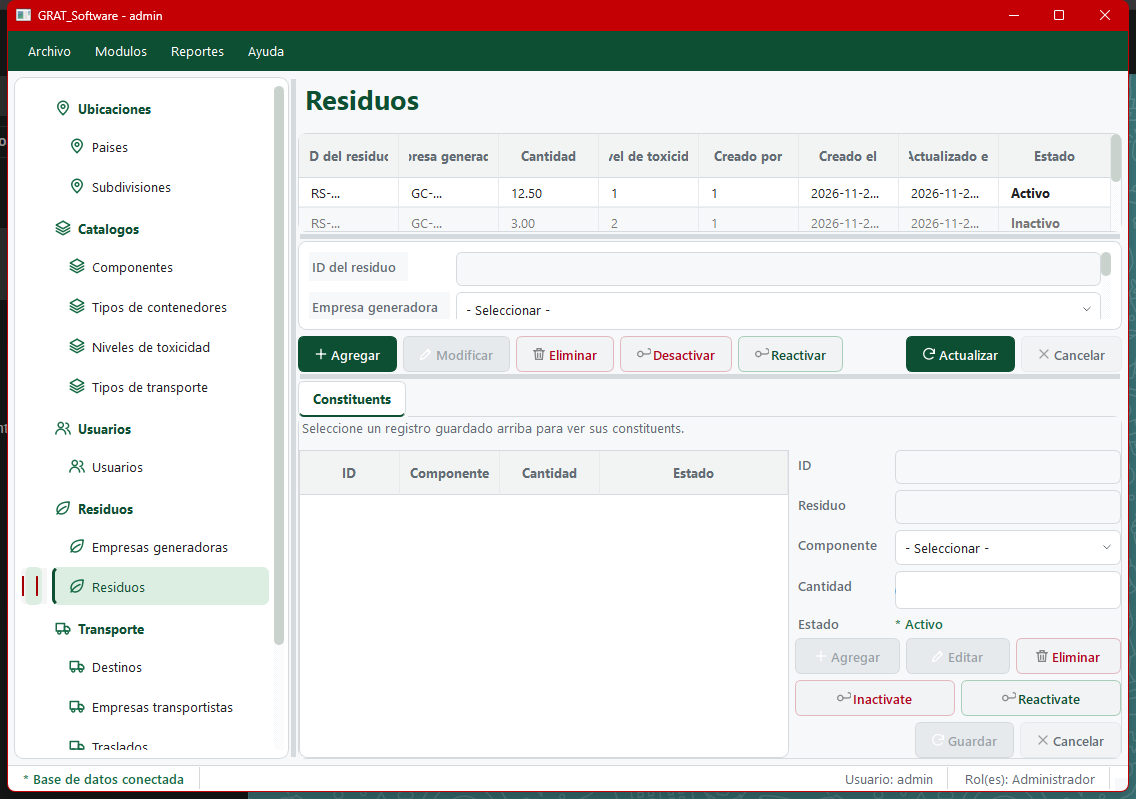 GRAT_Software - admin
Archivo Modulos Reportes Ayuda
Ubicaciones
Paises
Subdivisiones
Catalogos
Componentes
Tipos de contenedores
Niveles de toxicidad
Tipos de transporte
Usuarios
Usuarios
Residuos
Empresas generadoras
Residuos
Transporte
Destinos
Empresas transportistas
Traslados
Residuos
D del residuo presa generad Cantidad vel de toxicid Creado por Creado el Actualizado e Estado
RS-... GC-... 12.50 1 1 2026-11-2... 2026-11-2... Activo
RS-... GC-... 3.00 2 1 2026-11-2... 2026-11-2... Inactivo
ID del residuo
Empresa generadora - Seleccionar -
Agregar Modificar Eliminar Desactivar Reactivar Actualizar Cancelar
Constituents
Seleccione un registro guardado arriba para ver sus constituents.
ID Componente Cantidad Estado
ID
Residuo
Componente - Seleccionar -
Cantidad
Estado * Activo
Agregar Editar Eliminar
Inactivate Reactivate
Guardar Cancelar
* Base de datos conectada Usuario: admin Rol(es): Administrador